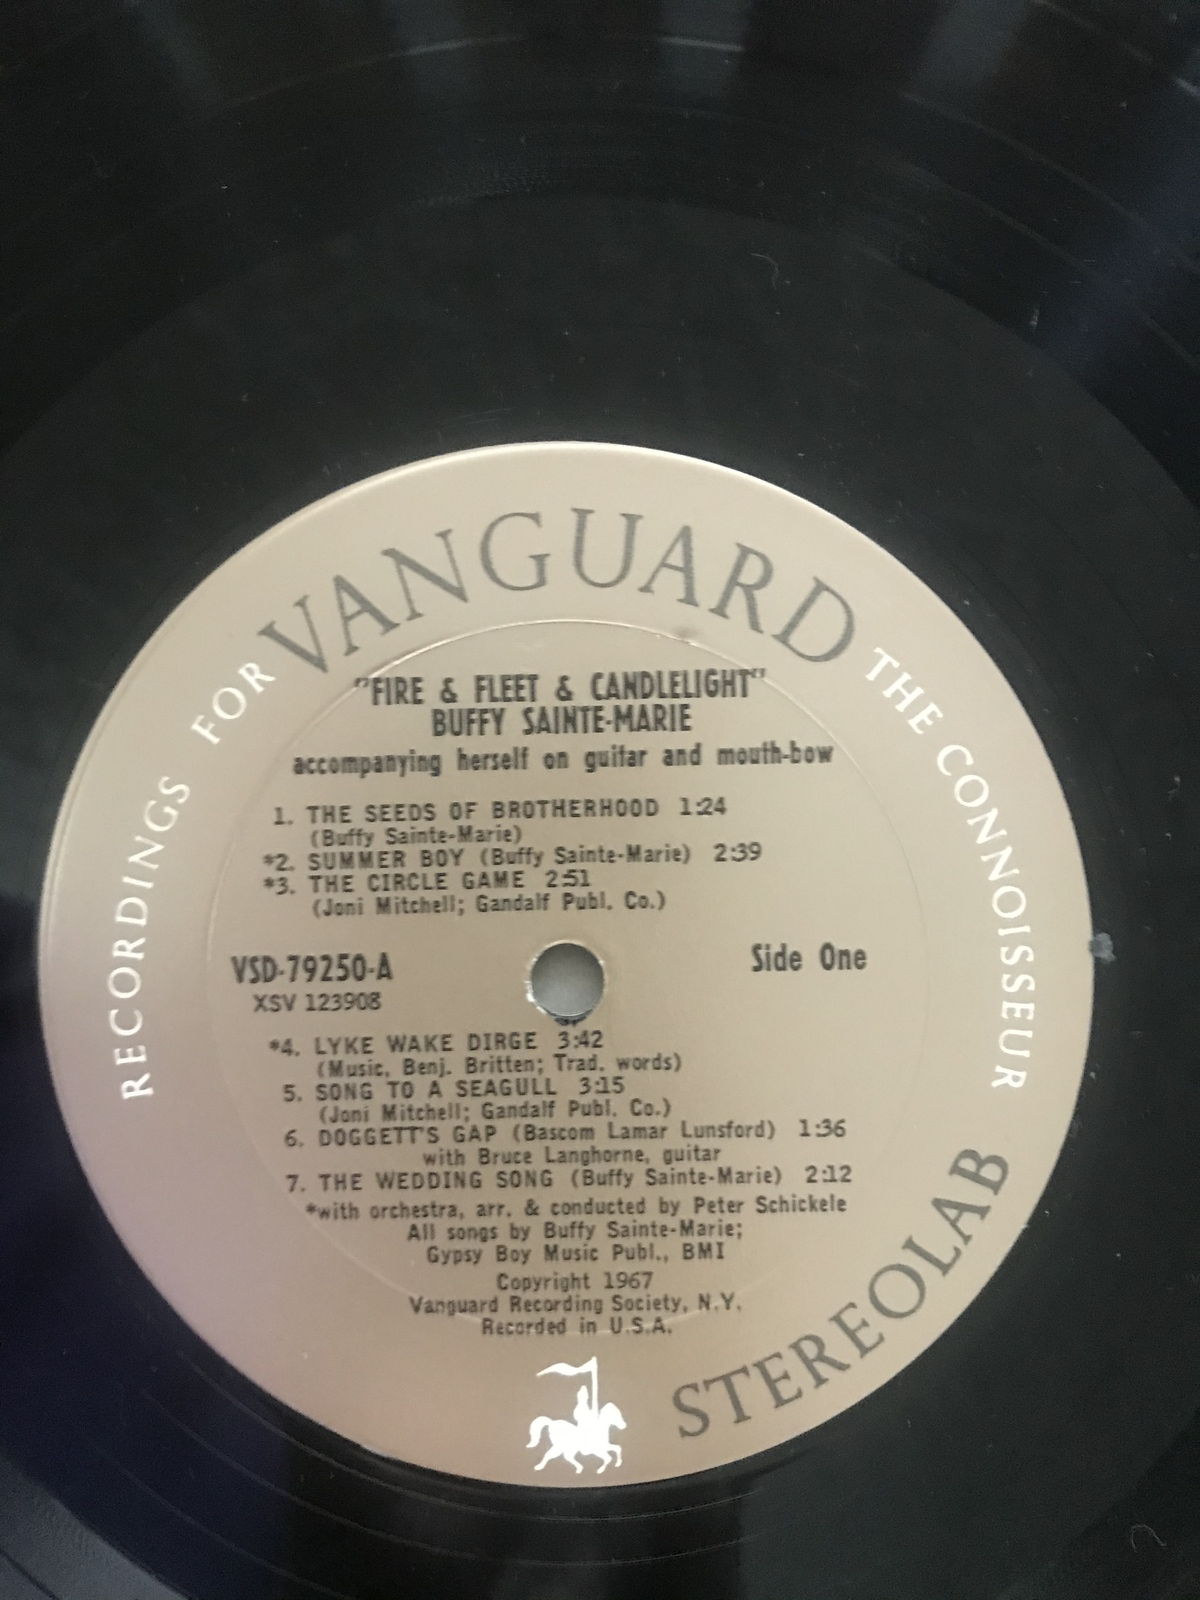 RECORDINGS FOR VANGUARD THE CONNOISSEUR
"FIRE & FLEET & CANDLELIGHT"
BUFFY SAINTE-MARIE
accompanying herself on guitar and mouth-bow
1. THE SEEDS OF BROTHERHOOD 1:24
(Buffy Sainte-Marie)
*2. SUMMER BOY (Buffy Sainte-Marie) 2:39
*3. THE CIRCLE GAME 2:51
(Joni Mitchell; Gandalf Publ. Co.)
VSD-79250-A Side One
XSV 123908
*4. LYKE WAKE DIRGE 3:42
(Music, Benj. Britten; Trad. words)
5. SONG TO A SEAGULL 3:15
(Joni Mitchell; Gandalf Publ. Co.)
6. DOGGETT'S GAP (Bascom Lamar Lunsford) 1:36
with Bruce Langhorne, guitar
7. THE WEDDING SONG (Buffy Sainte-Marie) 2:12
*with orchestra, arr. & conducted by Peter Schickele
All songs by Buffy Sainte-Marie;
Gypsy Boy Music Publ., BMI
Copyright 1967
Vanguard Recording Society, N.Y.
Recorded in U.S.A.
STEREOLAB